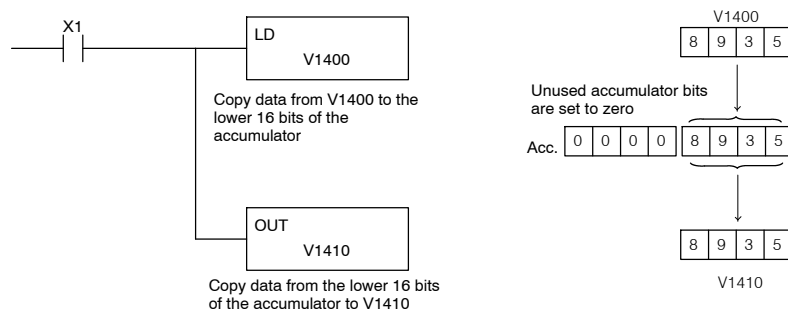 X1
LD
V1400
Copy data from V1400 to the
lower 16 bits of the
accumulator
OUT
V1410
Copy data from the lower 16 bits
of the accumulator to V1410
V1400
8 9 3 5
Unused accumulator bits
are set to zero
Acc. 0 0 0 0 8 9 3 5
8 9 3 5
V1410